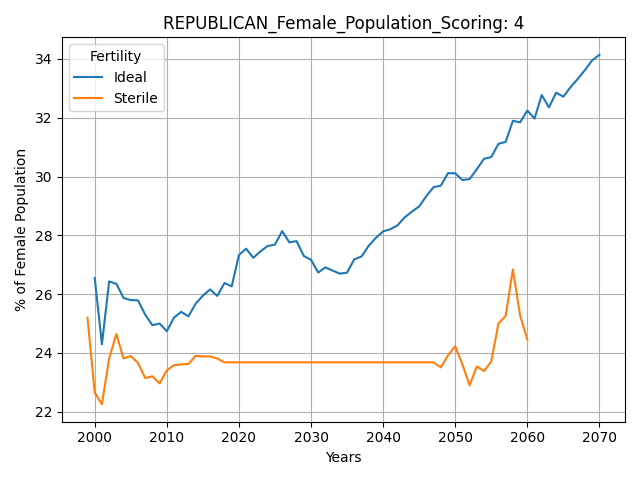 REPUBLICAN_Female_Population_Scoring: 4
Fertility
Ideal
Sterile
% of Female Population
34
32
30
28
26
24
22
2000 2010 2020 2030 2040 2050 2060 2070
Years